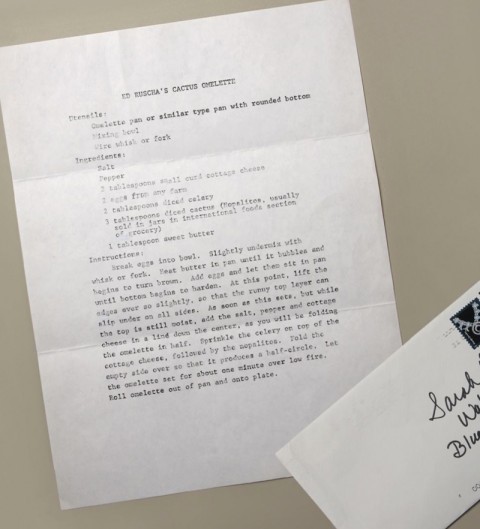 ED RUSCHA'S CACTUS OMELETTE
Utensils:
Omelette pan or similar type pan with rounded bottom
Mixing bowl
Wire whisk or fork
Ingredients:
Salt
Pepper
2 tablespoons small curd cottage cheese
3 eggs from any farm
2 tablespoons diced celery
3 tablespoons diced cactus (Nopalitos, usually
sold in jars in international foods section
of grocery)
1 tablespoon sweet butter
Instructions:
Break eggs into bowl. Slightly undermix with
whisk or fork. Heat butter in pan until it bubbles and
begins to turn brown. Add eggs and let them sit in pan
until bottom begins to harden. At this point, lift the
edges ever so slightly, so that the runny top layer can
slip under on all sides. As soon as this sets, but while
the top is still moist, add the salt, pepper and cottage
cheese in a line down the center, as you will be folding
the omelette in half. Sprinkle the celery on top of the
cottage cheese, followed by the nopalitos. Fold the
empty side over so that it produces a half-circle, let
the omelette set for about one minute over low fire.
Roll omelette out of pan and onto plate.
Sarah